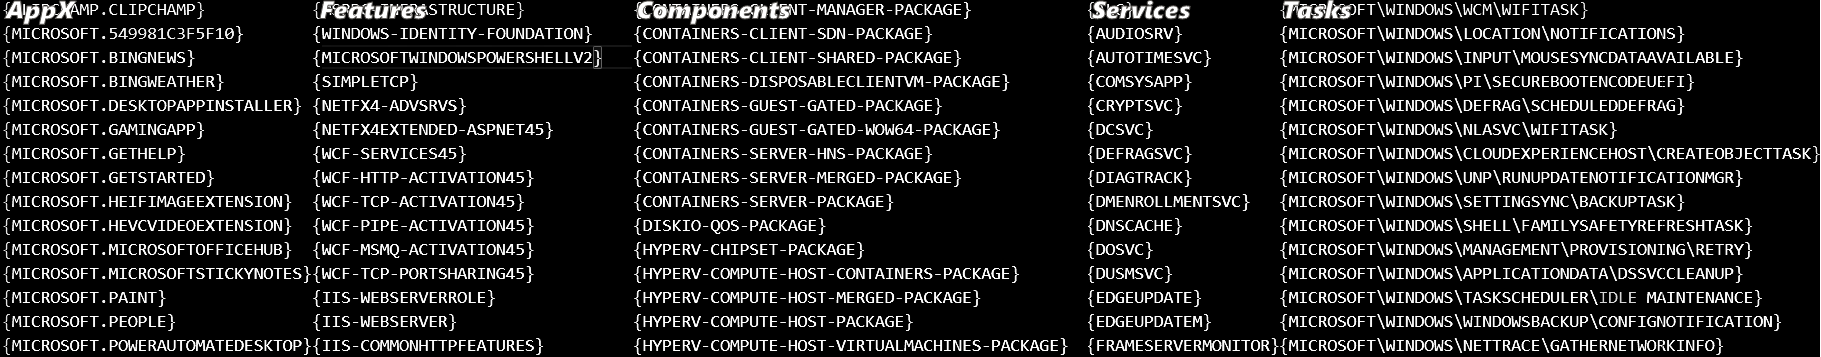 AppX Features Components Services Tasks
AMP.CLIPCHAMP} RASTRUCTURE} ENT-MANAGER-PACKAGE} OSOFT\WINDOWS\WCM\WIFITASK}
{MICROSOFT.549981C3F5F10} {WINDOWS-IDENTITY-FOUNDATION} {CONTAINERS-CLIENT-SDN-PACKAGE} {AUDIOSRV} {MICROSOFT\WINDOWS\LOCATION\NOTIFICATIONS}
{MICROSOFT.BINGNEWS} {MICROSOFTWINDOWSPOWERSHELLV2} {CONTAINERS-CLIENT-SHARED-PACKAGE} {AUTOTIMESVC} {MICROSOFT\WINDOWS\INPUT\MOUSESYNCDATAAVAILABLE}
{MICROSOFT.BINGWEATHER} {SIMPLETCP} {CONTAINERS-DISPOSABLECLIENTVM-PACKAGE} {COMSYSAPP} {MICROSOFT\WINDOWS\PI\SECUREBOOTENCODEUEFI}
{MICROSOFT.DESKTOPAPPINSTALLER} {NETFX4-ADVSRVS} {CONTAINERS-GUEST-GATED-PACKAGE} {CRYPTSVC} {MICROSOFT\WINDOWS\DEFRAG\SCHEDULEDDEFRAG}
{MICROSOFT.GAMINGAPP} {NETFX4EXTENDED-ASPNET45} {CONTAINERS-GUEST-GATED-WOW64-PACKAGE} {DCSVC} {MICROSOFT\WINDOWS\NLASVC\WIFITASK}
{MICROSOFT.GETHELP} {WCF-SERVICES45} {CONTAINERS-SERVER-HNS-PACKAGE} {DEFRAGSVC} {MICROSOFT\WINDOWS\CLOUDEXPERIENCEHOST\CREATEOBJECTTASK}
{MICROSOFT.GETSTARTED} {WCF-HTTP-ACTIVATION45} {CONTAINERS-SERVER-MERGED-PACKAGE} {DIAGTRACK} {MICROSOFT\WINDOWS\UNP\RUNUPDATENOTIFICATIONMGR}
{MICROSOFT.HEIFIMAGEEXTENSION} {WCF-TCP-ACTIVATION45} {CONTAINERS-SERVER-PACKAGE} {DMENROLLMENTSVC} {MICROSOFT\WINDOWS\SETTINGSYNC\BACKUPTASK}
{MICROSOFT.HEVCVIDEOEXTENSION} {WCF-PIPE-ACTIVATION45} {DISKIO-QOS-PACKAGE} {DNSCACHE} {MICROSOFT\WINDOWS\SHELL\FAMILYSAFETYREFRESHTASK}
{MICROSOFT.MICROSOFTOFFICEHUB} {WCF-MSMQ-ACTIVATION45} {HYPERV-CHIPSET-PACKAGE} {DOSVC} {MICROSOFT\WINDOWS\MANAGEMENT\PROVISIONING\RETRY}
{MICROSOFT.MICROSOFTSTICKYNOTES} {WCF-TCP-PORTSHARING45} {HYPERV-COMPUTE-HOST-CONTAINERS-PACKAGE} {DUSMSVC} {MICROSOFT\WINDOWS\APPLICATIONDATA\DSSVCCLEANUP}
{MICROSOFT.PAINT} {IIS-WEBSERVERROLE} {HYPERV-COMPUTE-HOST-MERGED-PACKAGE} {EDGEUPDATE} {MICROSOFT\WINDOWS\TASKSCHEDULER\IDLE MAINTENANCE}
{MICROSOFT.PEOPLE} {IIS-WEBSERVER} {HYPERV-COMPUTE-HOST-PACKAGE} {EDGEUPDATEM} {MICROSOFT\WINDOWS\WINDOWSBACKUP\CONFIGNOTIFICATION}
{MICROSOFT.POWERAUTOMATEDESKTOP} {IIS-COMMONHTTPFEATURES} {HYPERV-COMPUTE-HOST-VIRTUALMACHINES-PACKAGE} {FRAMESERVERMONITOR} {MICROSOFT\WINDOWS\NETTRACE\GATHERNETWORKINFO}